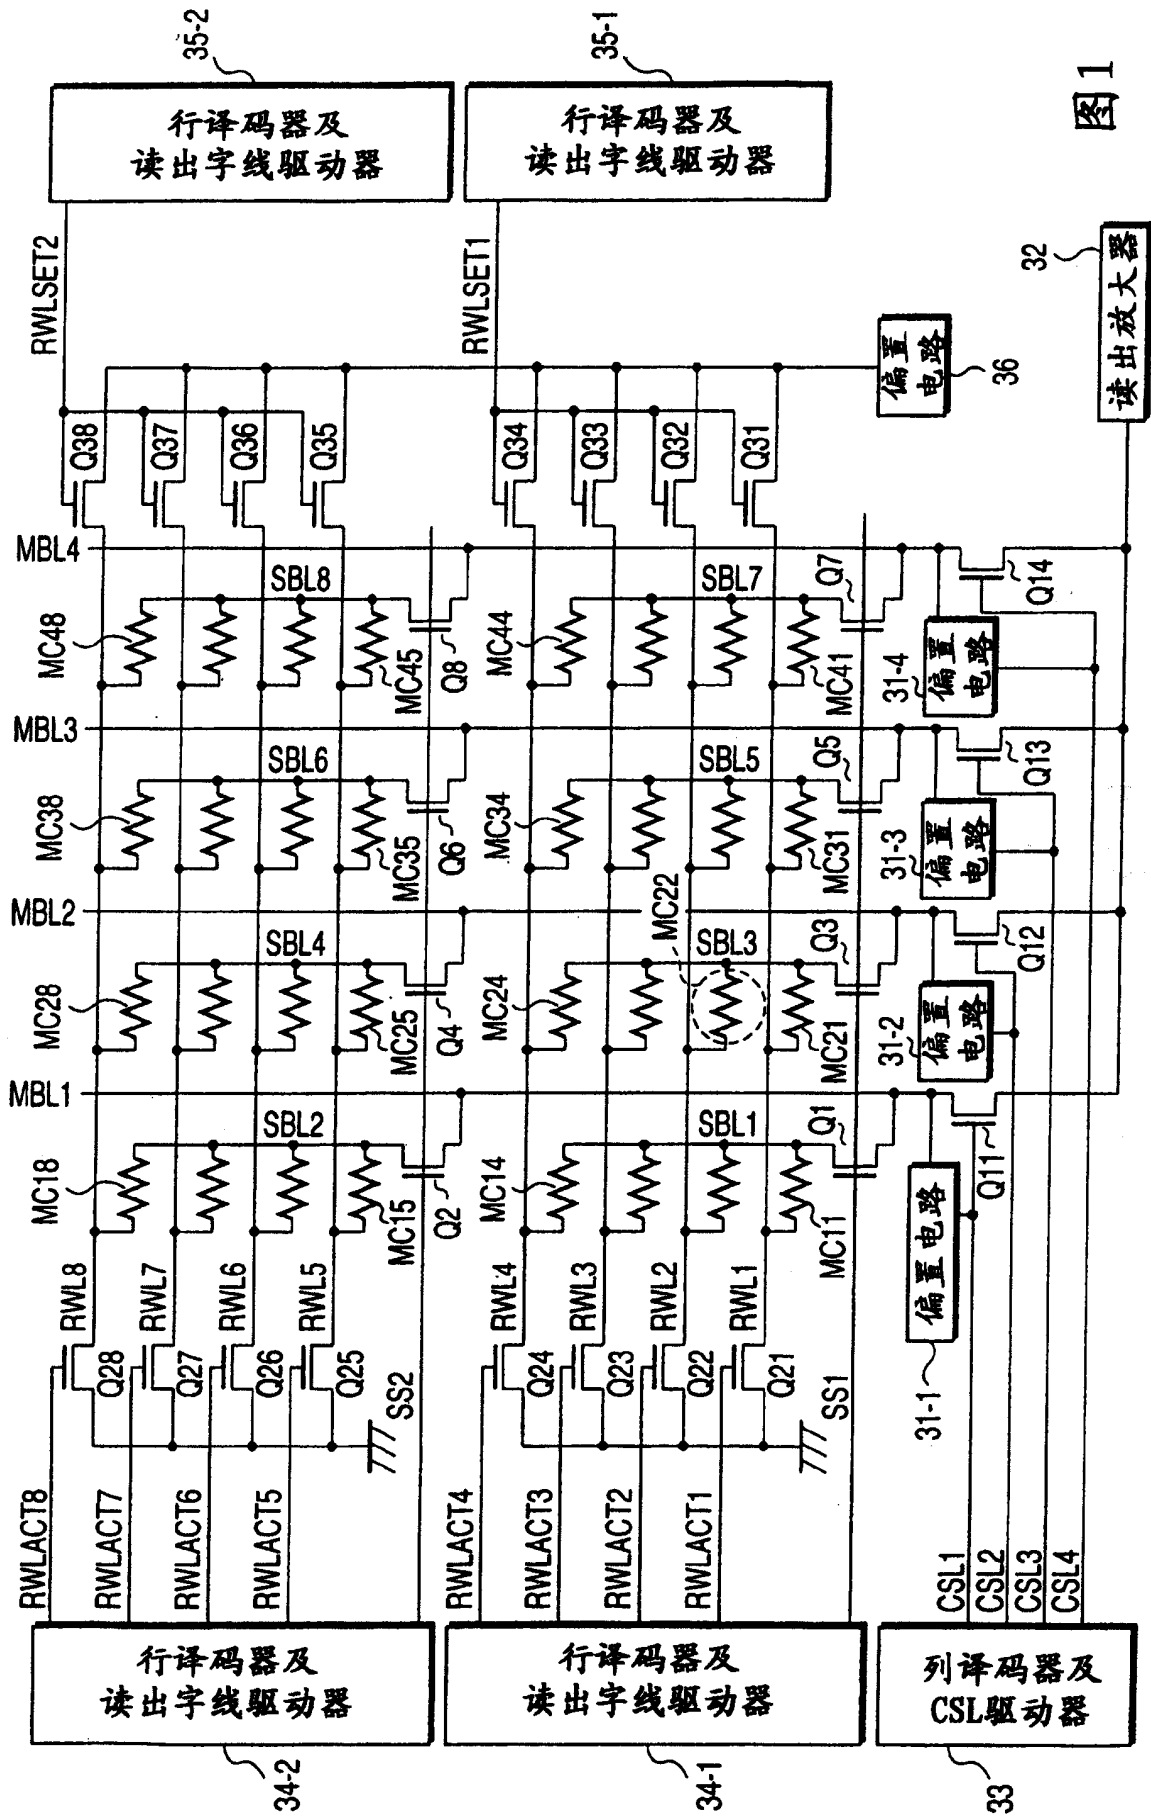 35-2
35-1
行译码器及
读出字线驱动器
行译码器及
读出字线驱动器
图1
RWLSET2
RWLSET1
32
读出放大器
偏置
电路
36
Q38
Q37
Q36
Q35
Q34
Q33
Q32
Q31
MBL4
SBL8
SBL7
Q7
Q14
MC48
MC45
Q8
MC44
MC41
31-4
偏置
电路
MBL3
SBL6
SBL5
Q5
Q13
MC38
MC35
Q6
MC34
MC31
31-3
偏置
电路
MBL2
MC22
SBL4
SBL3
Q3
Q12
MC28
MC25
Q4
MC24
MC21
31-2
偏置
电路
MBL1
SBL2
SBL1
Q1
Q11
MC18
MC15
Q2
MC14
MC11
偏置电路
31-1
RWL8
RWL7
RWL6
RWL5
RWL4
RWL3
RWL2
RWL1
Q28
Q27
Q26
Q25
SS2
Q24
Q23
Q22
Q21
SS1
RWLACT8
RWLACT7
RWLACT6
RWLACT5
RWLACT4
RWLACT3
RWLACT2
RWLACT1
CSL1
CSL2
CSL3
CSL4
行译码器及
读出字线驱动器
行译码器及
读出字线驱动器
列译码器及
CSL驱动器
34-2
34-1
33